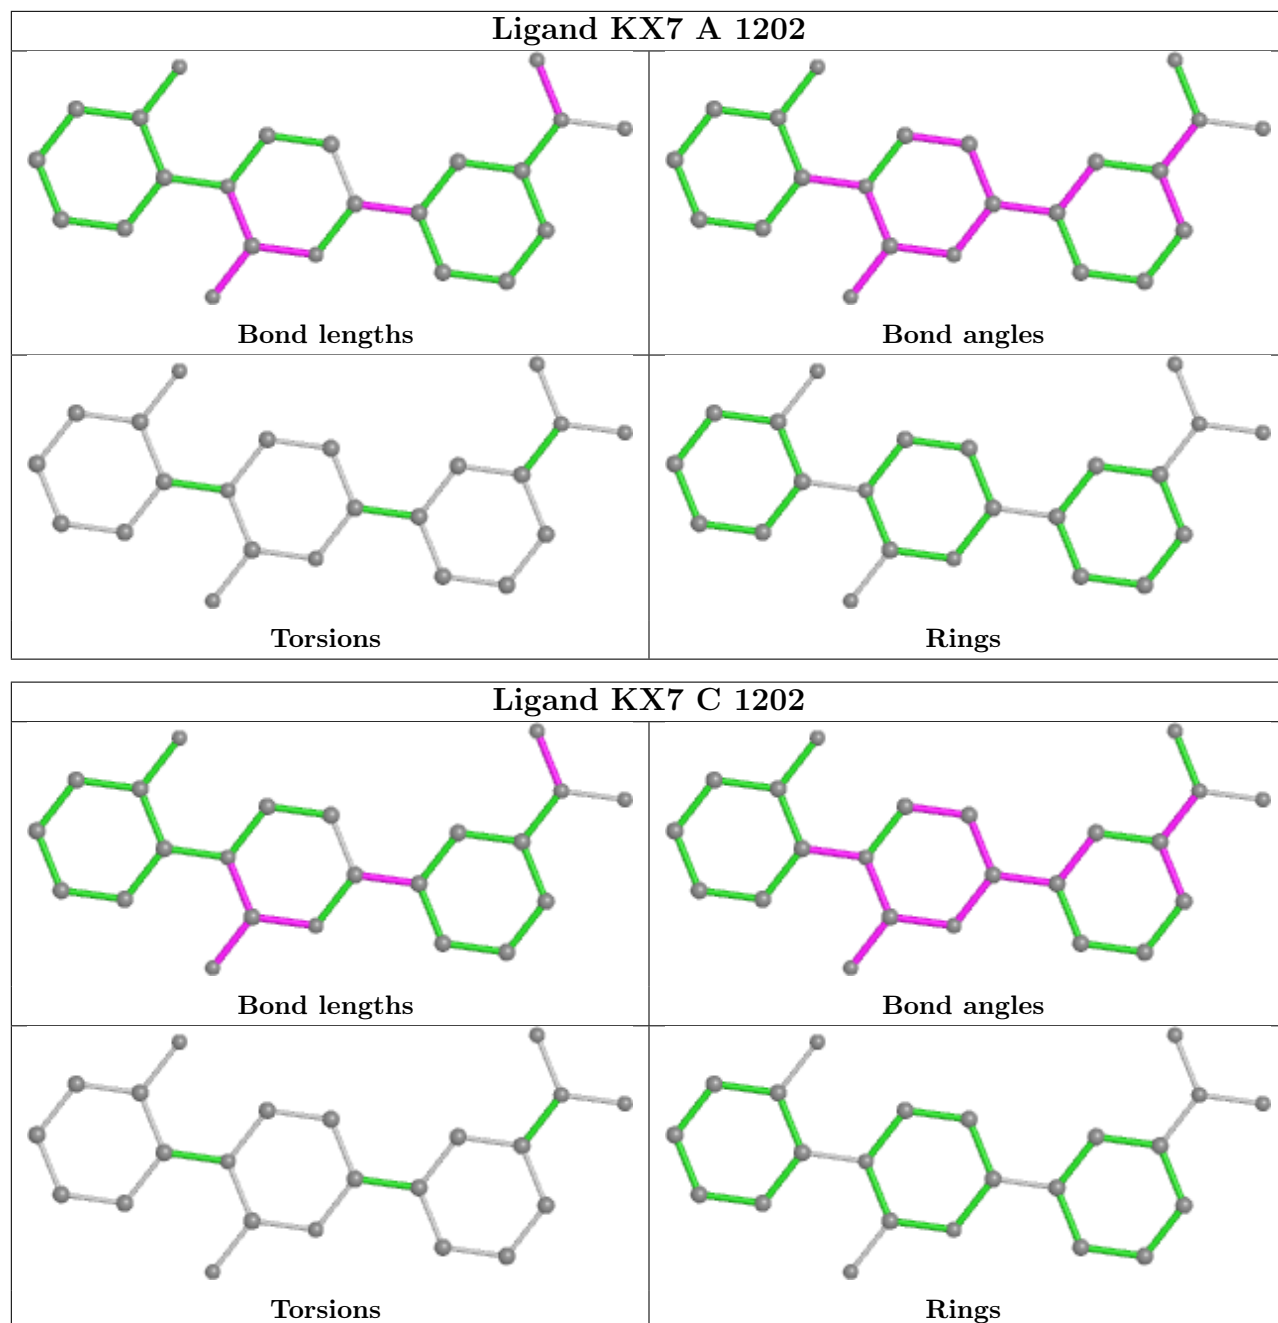 Ligand KX7 A 1202
Bond lengths
Bond angles
Torsions
Rings
Ligand KX7 C 1202
Bond lengths
Bond angles
Torsions
Rings